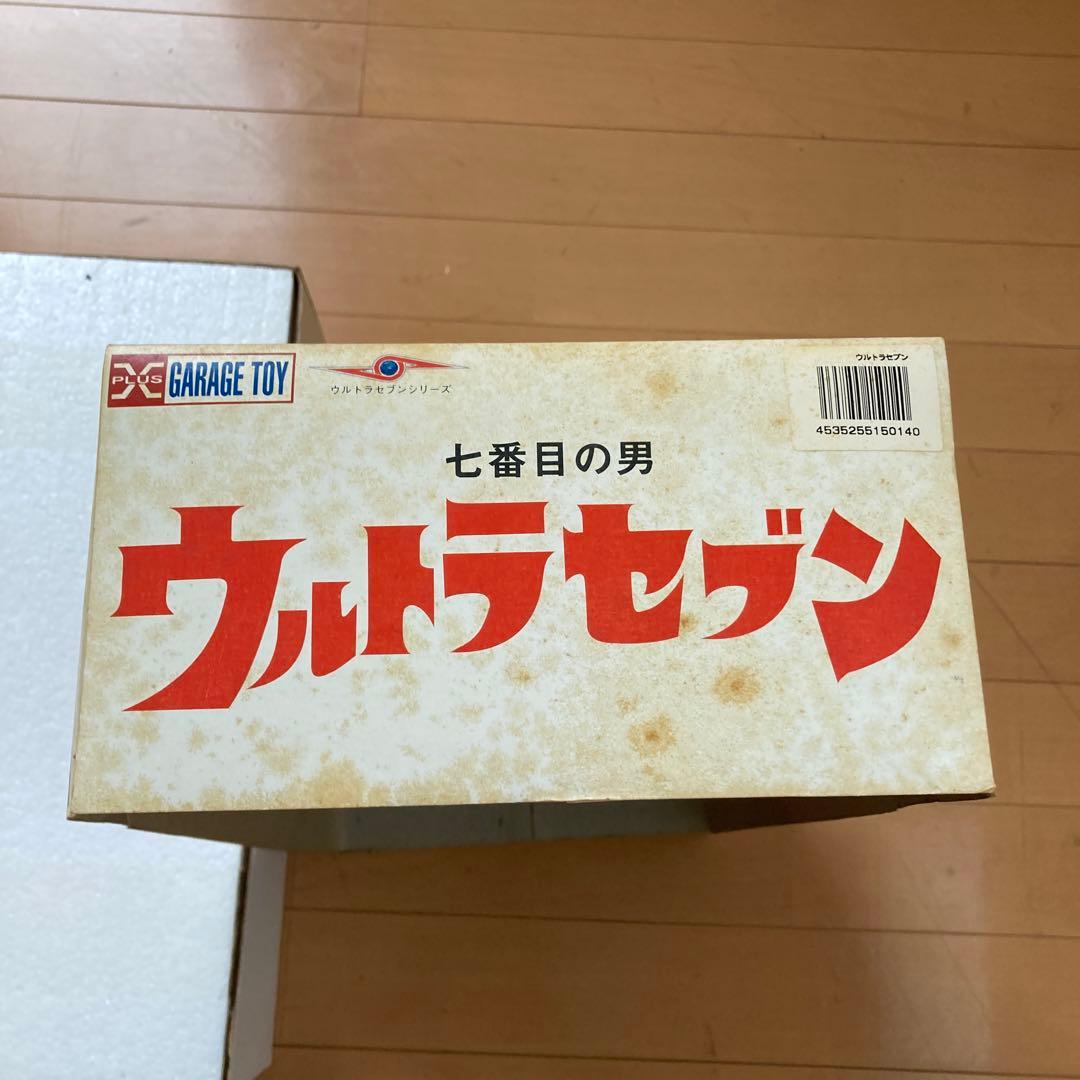 X PLUS GARAGE TOY
ウルトラセブンシリーズ
ウルトラセブン
4535255150140
七番目の男
ウルトラセブン